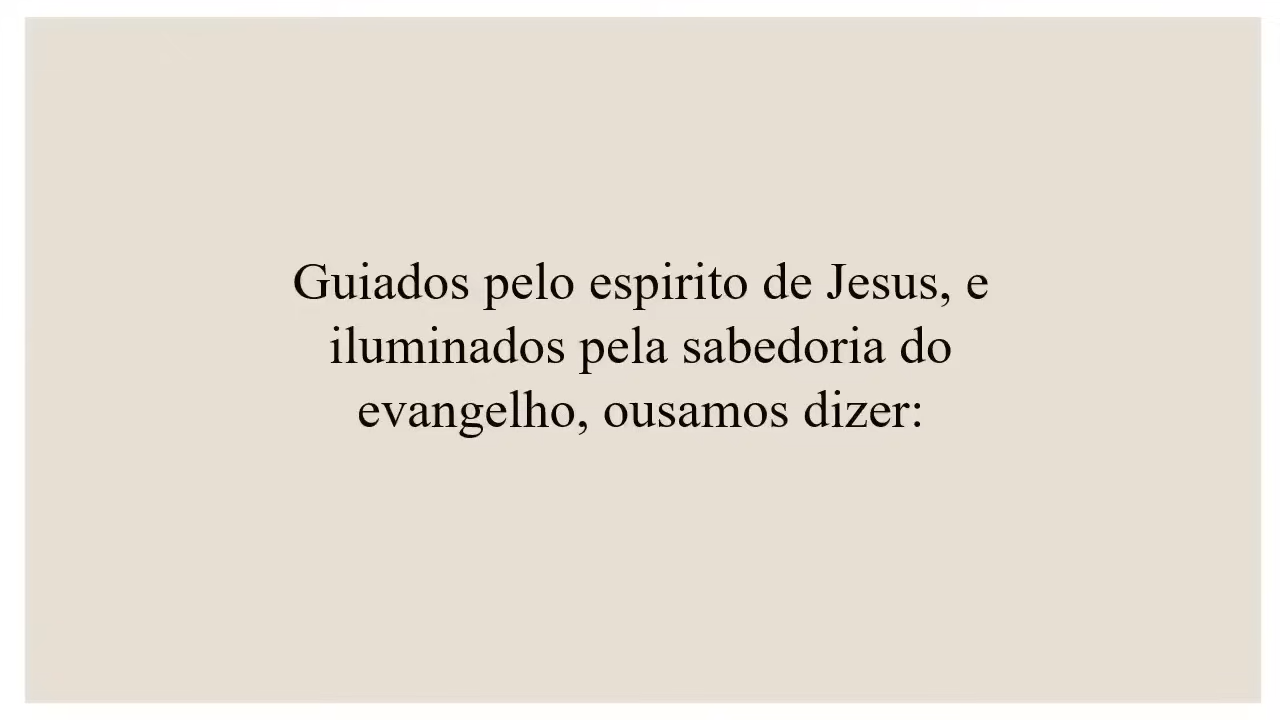 Guiados pelo espirito de Jesus, e
iluminados pela sabedoria do
evangelho, ousamos dizer: